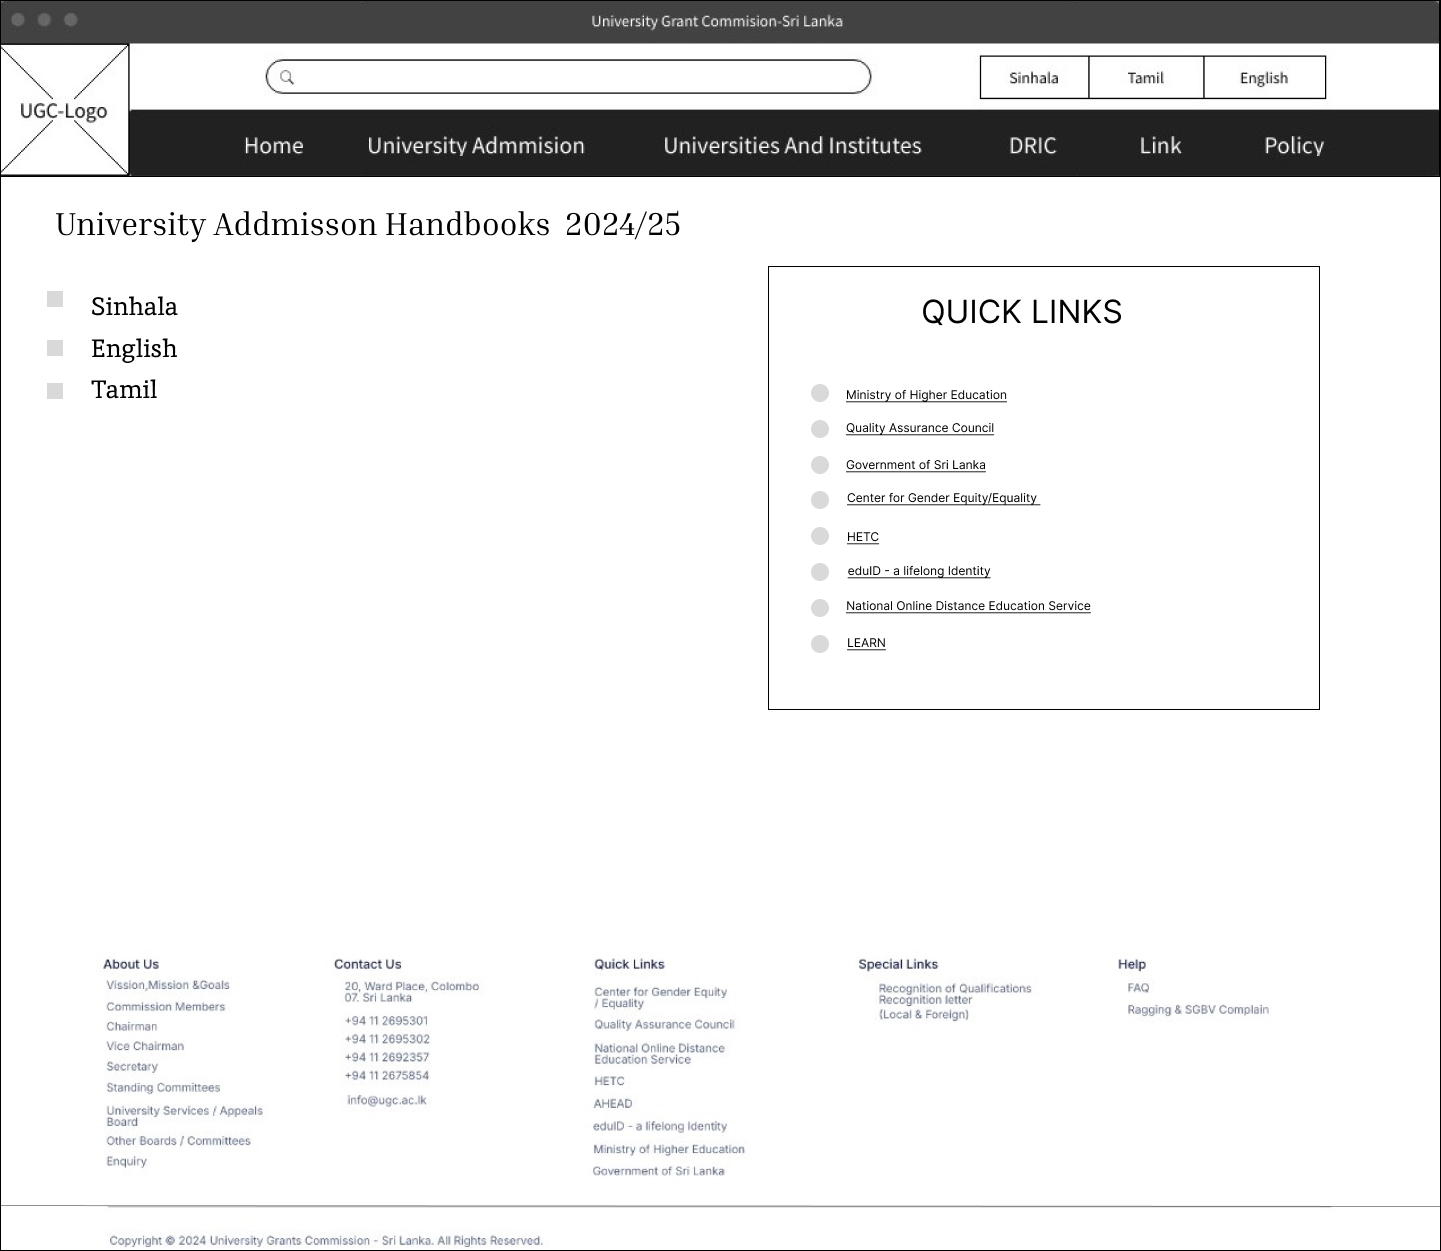 University Grant Commision-Sri Lanka
UGC-Logo
Sinhala
Tamil
English
Home
University Admmision
Universities And Institutes
DRIC
Link
Policy
University Addmisson Handbooks 2024/25
Sinhala
English
Tamil
QUICK LINKS
Ministry of Higher Education
Quality Assurance Council
Government of Sri Lanka
Center for Gender Equity/Equality
HETC
eduID - a lifelong Identity
National Online Distance Education Service
LEARN
About Us
Vission,Mission &Goals
Commission Members
Chairman
Vice Chairman
Secretary
Standing Committees
University Services / Appeals
Board
Other Boards / Committees
Enquiry
Contact Us
20, Ward Place, Colombo
07. Sri Lanka
+94 11 2695301
+94 11 2695302
+94 11 2692357
+94 11 2675854
info@ugc.ac.lk
Quick Links
Center for Gender Equity
/ Equality
Quality Assurance Council
National Online Distance
Education Service
HETC
AHEAD
eduID - a lifelong Identity
Ministry of Higher Education
Government of Sri Lanka
Special Links
Recognition of Qualifications
Recognition letter
(Local & Foreign)
Help
FAQ
Ragging & SGBV Complain
Copyright © 2024 University Grants Commission - Sri Lanka. All Rights Reserved.